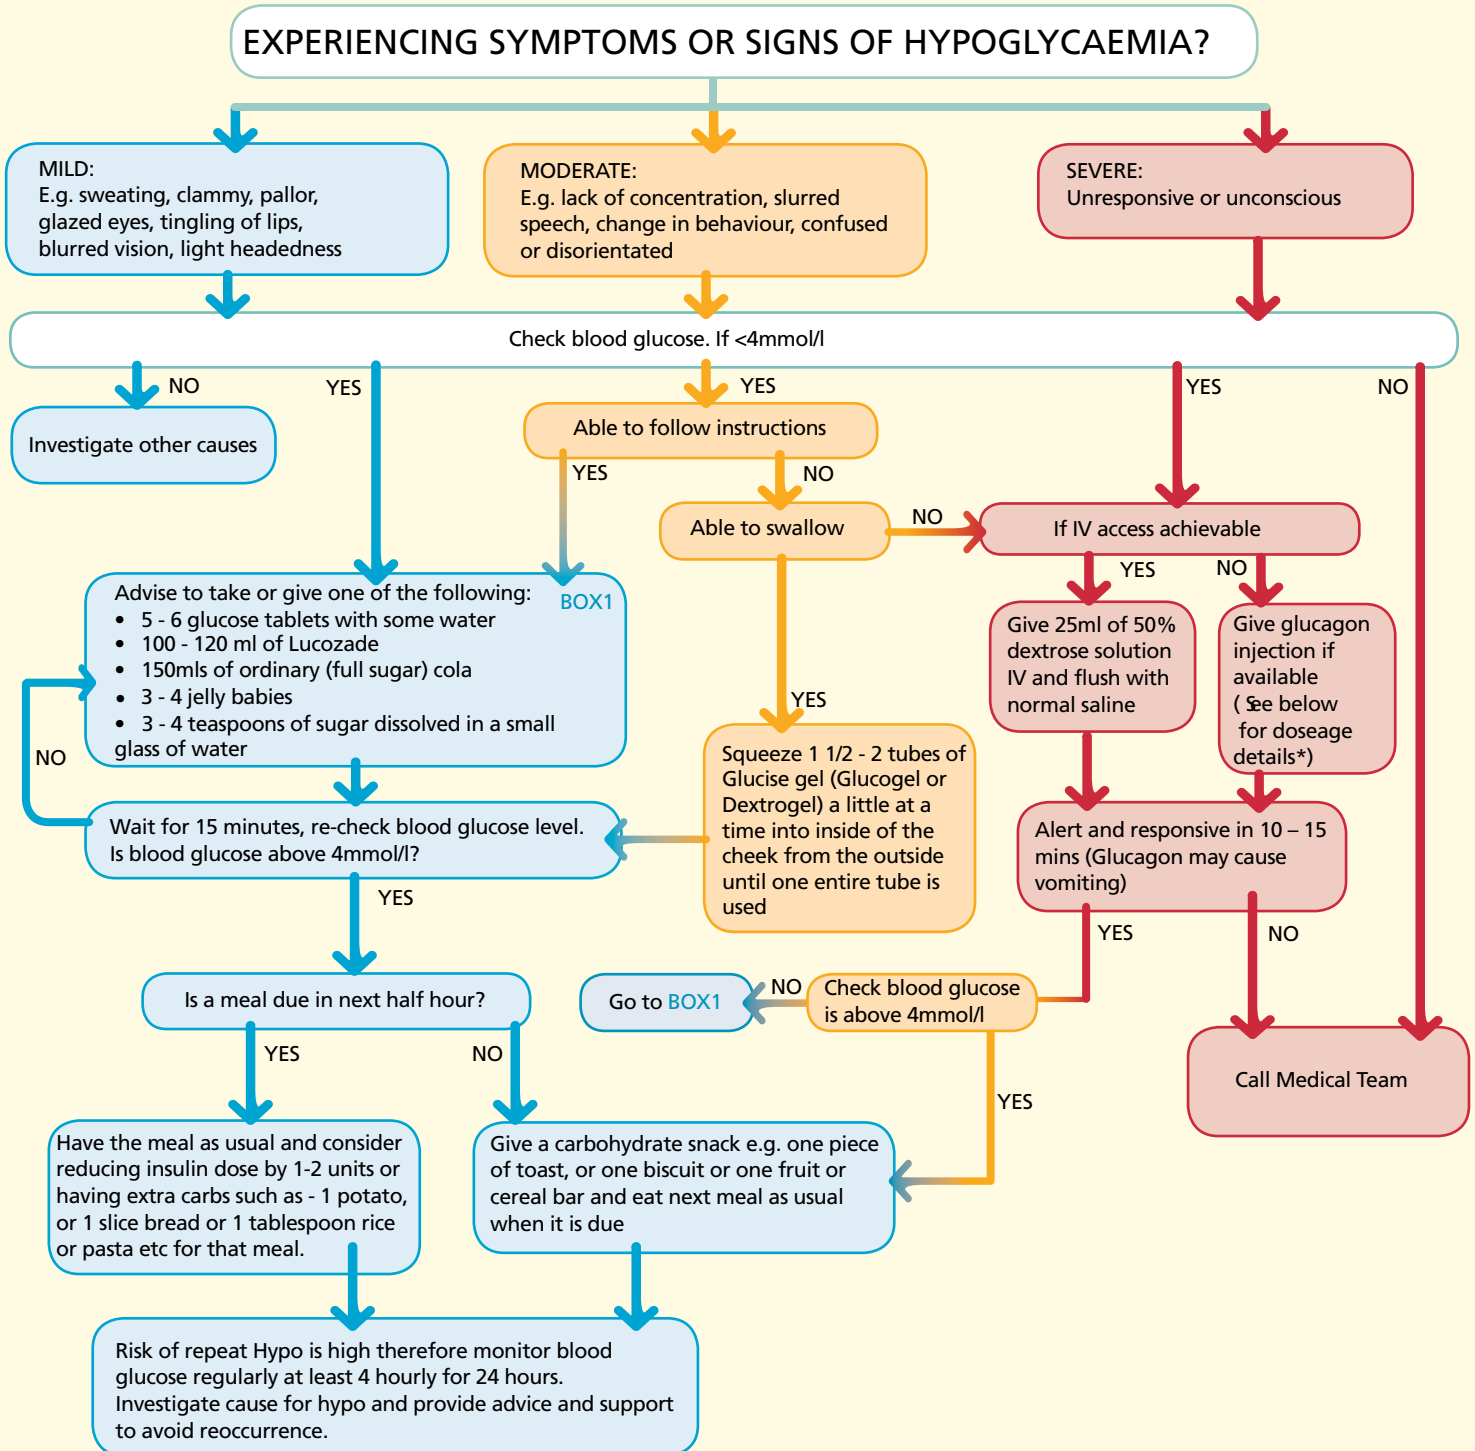 EXPERIENCING SYMPTOMS OR SIGNS OF HYPOGLYCAEMIA?
MILD:
E.g. sweating, clammy, pallor,
glazed eyes, tingling of lips,
blurred vision, light headedness
MODERATE:
E.g. lack of concentration, slurred
speech, change in behaviour, confused
or disorientated
SEVERE:
Unresponsive or unconscious
Check blood glucose. If <4mmol/l
NO
YES
YES
YES
NO
Investigate other causes
Able to follow instructions
YES
NO
Able to swallow
NO
If IV access achievable
YES
NO
Advise to take or give one of the following:
BOX1
• 5 - 6 glucose tablets with some water
• 100 - 120 ml of Lucozade
• 150mls of ordinary (full sugar) cola
• 3 - 4 jelly babies
• 3 - 4 teaspoons of sugar dissolved in a small
glass of water
NO
YES
Give 25ml of 50%
dextrose solution
IV and flush with
normal saline
Give glucagon
injection if
available
( See below
for doseage
details*)
Squeeze 1 1/2 - 2 tubes of
Glucise gel (Glucogel or
Dextrogel) a little at a
time into inside of the
cheek from the outside
until one entire tube is
used
Wait for 15 minutes, re-check blood glucose level.
Is blood glucose above 4mmol/l?
YES
Alert and responsive in 10 – 15
mins (Glucagon may cause
vomiting)
YES
NO
Is a meal due in next half hour?
YES
NO
Go to BOX1
NO
Check blood glucose
is above 4mmol/l
YES
Call Medical Team
Have the meal as usual and consider
reducing insulin dose by 1-2 units or
having extra carbs such as - 1 potato,
or 1 slice bread or 1 tablespoon rice
or pasta etc for that meal.
Give a carbohydrate snack e.g. one piece
of toast, or one biscuit or one fruit or
cereal bar and eat next meal as usual
when it is due
Risk of repeat Hypo is high therefore monitor blood
glucose regularly at least 4 hourly for 24 hours.
Investigate cause for hypo and provide advice and support
to avoid reoccurrence.